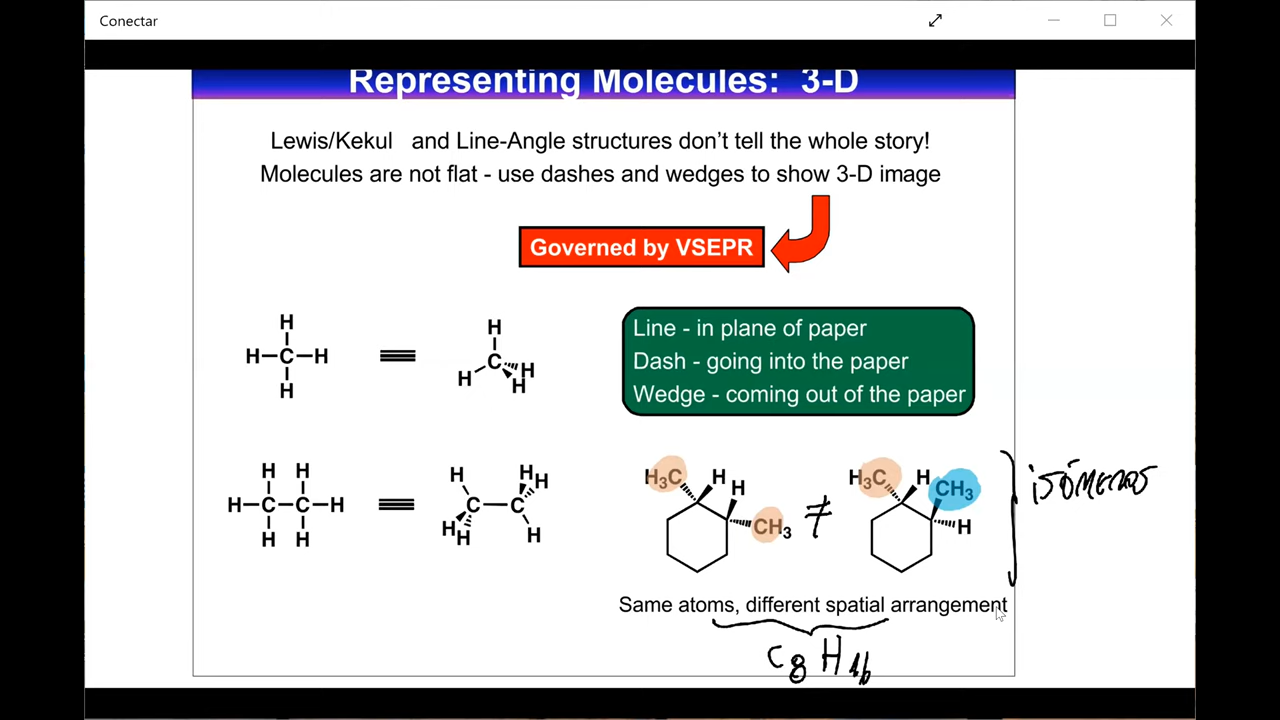 Conectar
Representing Molecules: 3-D
Lewis/Kekul and Line-Angle structures don't tell the whole story!
Molecules are not flat - use dashes and wedges to show 3-D image
Governed by VSEPR
Line - in plane of paper
Dash - going into the paper
Wedge - coming out of the paper
H
H C H
H
H
C H
H H
H H
H C C H
H H
H H H
C C
H H H
H₃C H H CH₃
≠
H₃C H CH₃ H
isómeros
Same atoms, different spatial arrangement
C₈H₁₆